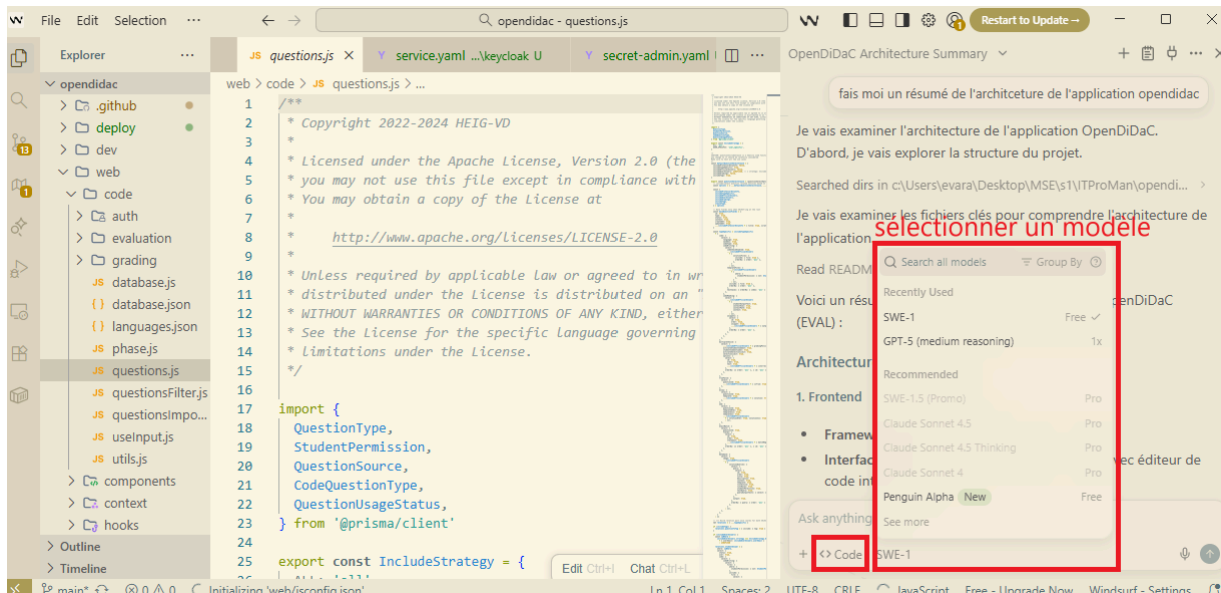 File Edit Selection ··· opendidac - questions.js Restart to Update→
Explorer ···
JS questions.js × Y service.yaml ...\keycloak U Y secret-admin.yaml ···
OpenDiDaC Architecture Summary
opendidac
.github
deploy
dev
web
code
auth
evaluation
grading
JS database.js
{ } database.json
{ } languages.json
JS phase.js
JS questions.js
JS questionsFilter.js
JS questionsImpo...
JS useInput.js
JS utils.js
components
context
hooks
Outline
Timeline
13
1
web > code > JS questions.js > ...
1 /**
2 * Copyright 2022-2024 HEIG-VD
3 *
4 * Licensed under the Apache License, Version 2.0 (the
5 * you may not use this file except in compliance with
6 * You may obtain a copy of the License at
7 *
8 * http://www.apache.org/licenses/LICENSE-2.0
9 *
10 * Unless required by applicable law or agreed to in wr
11 * distributed under the License is distributed on an "
12 * WITHOUT WARRANTIES OR CONDITIONS OF ANY KIND, either
13 * See the License for the specific language governing
14 * limitations under the License.
15 */
16
17 import {
18 QuestionType,
19 StudentPermission,
20 QuestionSource,
21 CodeQuestionType,
22 QuestionUsageStatus,
23 } from '@prisma/client'
24
25 export const IncludeStrategy = {
Edit Ctrl+I Chat Ctrl+L
fais moi un résumé de l'architceture de l'application opendidac
Je vais examiner l'architecture de l'application OpenDiDaC.
D'abord, je vais explorer la structure du projet.
Searched dirs in c:\Users\evara\Desktop\MSE\s1\ITProMan\opendi...
Je vais examiner les fichiers clés pour comprendre l'architecture de
l'application
sélectionner un modèle
Read README
Voici un résu penDiDaC
(EVAL) :
Architectur
1. Frontend
• Framew
• Interfac vec éditeur de
code int
Search all models Group By
Recently Used
SWE-1 Free
GPT-5 (medium reasoning) 1x
Recommended
SWE-1.5 (Promo) Pro
Claude Sonnet 4.5 Pro
Claude Sonnet 4.5 Thinking Pro
Claude Sonnet 4 Pro
Penguin Alpha New Free
See more
Ask anything
+ <> Code SWE-1
main* 0 0 Initializing 'web/jsconfig.json' Ln 1, Col 1 Spaces: 2 UTF-8 CRLF JavaScript Free - Upgrade Now Windsurf - Settings